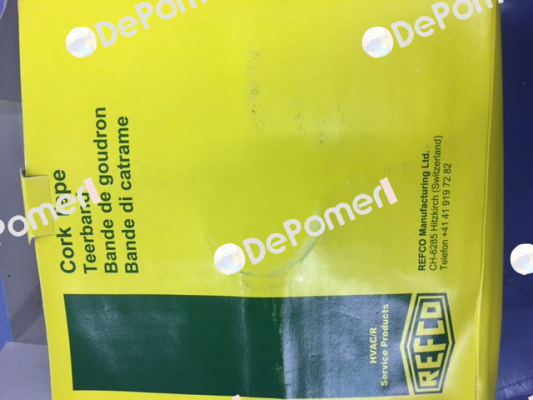 Cork Tape
Teerband
Bande de goudron
Bande di catrame
REFCO Manufacturing Ltd.
CH-6285 Hitzkirch (Switzerland)
Telefon +41 41 919 72 82
HVAC/R
Service Products
REFCO
DePomerI
DePomerI
DePomerI
DePomerI